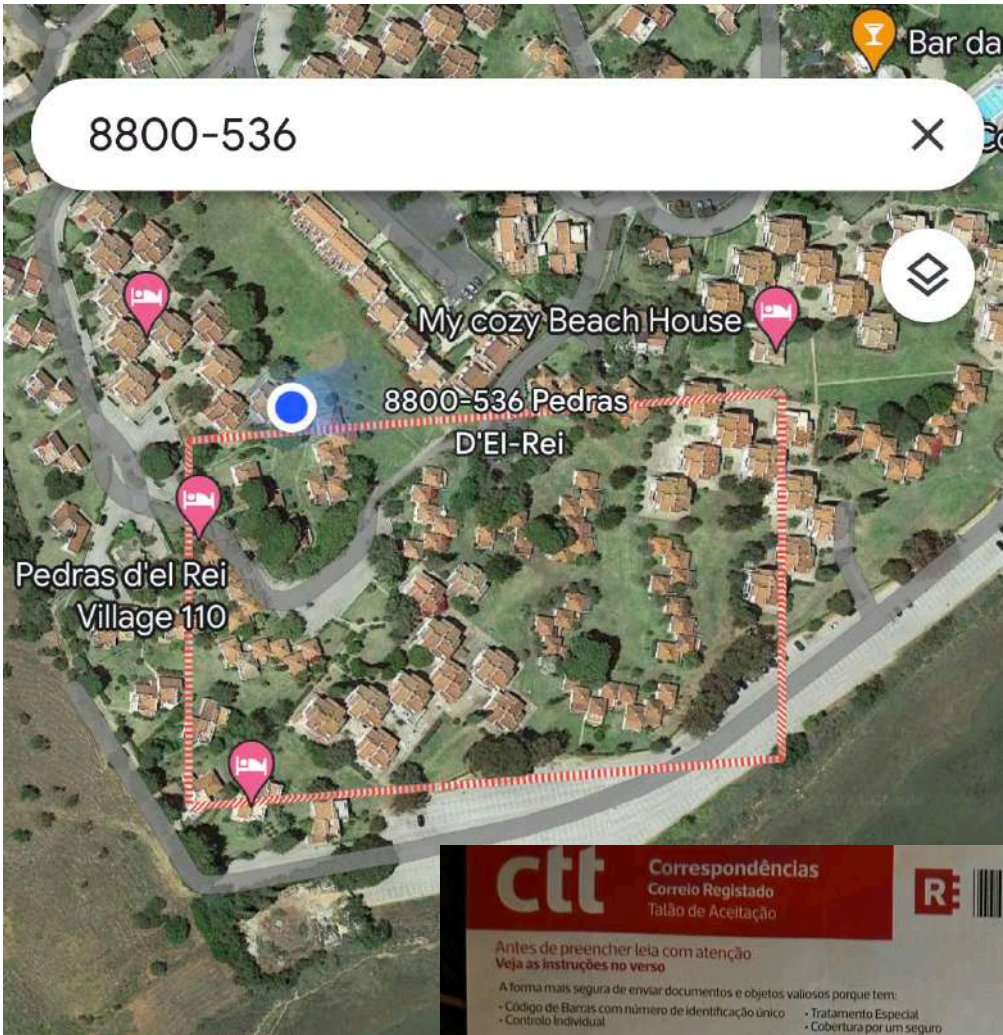 Bar da
8800-536
My cozy Beach House
8800-536 Pedras
D'El-Rei
Pedras d'el Rei
Village 110
ctt
Correspondências
Correio Registado
Talão de Aceitação
R
Antes de preencher leia com atenção
Veja as instruções no verso
A forma mais segura de enviar documentos e objetos valiosos porque tem:
- Código de Barras com número de identificação único
- Tratamento Especial
- Controlo Individual
- Cobertura por um seguro